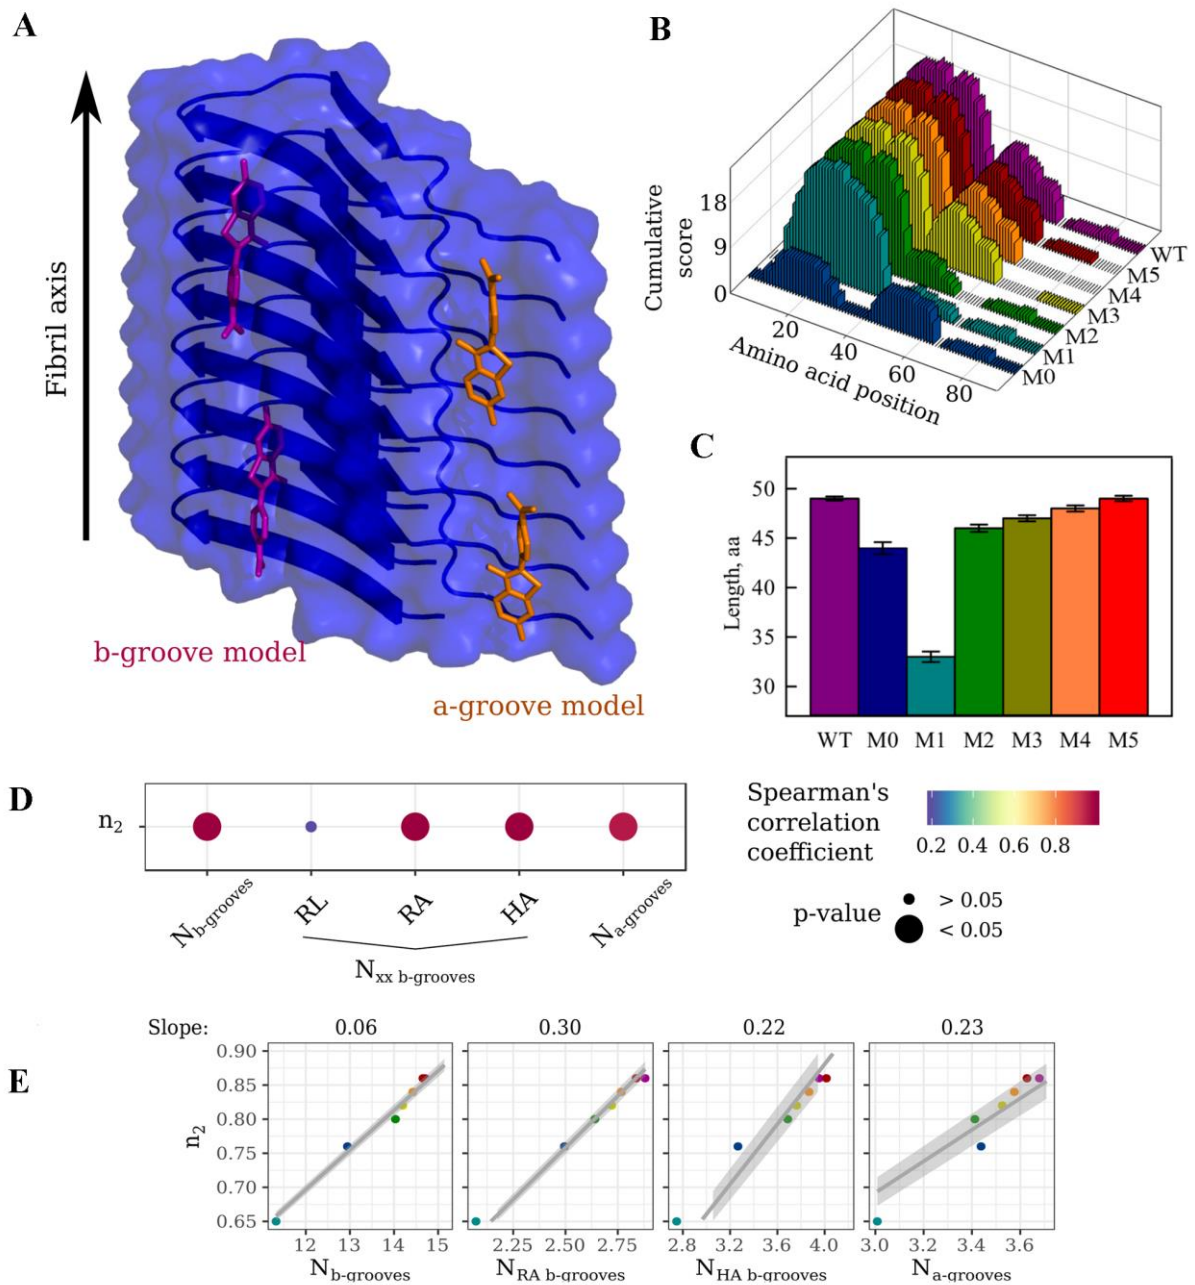 A
Fibril axis
b-groove model
a-groove model
B
Cumulative
score
18
9
0
20
40
60
80
Amino acid position
WT
M5
M4
M3
M2
M1
M0
C
Length, aa
50
45
40
35
30
WT M0 M1 M2 M3 M4 M5
D
n2
Nb-grooves
RL
RA
HA
Na-grooves
Nxx b-grooves
Spearman's
correlation
coefficient
0.2 0.4 0.6 0.8
p-value
> 0.05
< 0.05
E
Slope: 0.06 0.30 0.22 0.23
n2
0.90
0.85
0.80
0.75
0.70
0.65
12 13 14 15
2.25 2.50 2.75
2.8 3.2 3.6 4.0
3.0 3.2 3.4 3.6
Nb-grooves NRA b-grooves NHA b-grooves Na-grooves